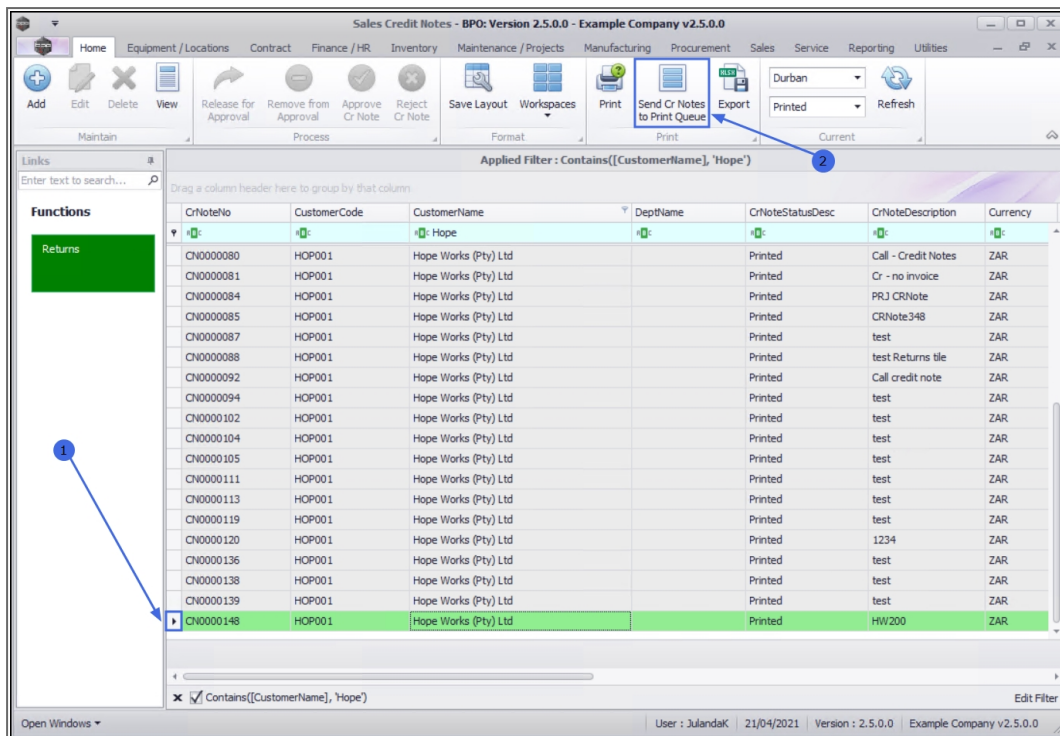 Sales Credit Notes - BPO: Version 2.5.0.0 - Example Company v2.5.0.0
Home Equipment / Locations Contract Finance / HR Inventory Maintenance / Projects Manufacturing Procurement Sales Service Reporting Utilities
Add Edit Delete View Release for Approval Remove from Approval Approve Cr Note Reject Cr Note Save Layout Workspaces Print Send Cr Notes to Print Queue XLSX Export Durban Printed Refresh
Maintain Process Format Print Current
Links Applied Filter : Contains([CustomerName], 'Hope') 2
Enter text to search... Drag a column header here to group by that column
Functions CrNoteNo CustomerCode CustomerName DeptName CrNoteStatusDesc CrNoteDescription Currency
Hope
Returns
CN0000080 HOP001 Hope Works (Pty) Ltd Printed Call - Credit Notes ZAR
CN0000081 HOP001 Hope Works (Pty) Ltd Printed Cr - no invoice ZAR
CN0000084 HOP001 Hope Works (Pty) Ltd Printed PRJ CRNote ZAR
CN0000085 HOP001 Hope Works (Pty) Ltd Printed CRNote348 ZAR
CN0000087 HOP001 Hope Works (Pty) Ltd Printed test ZAR
CN0000088 HOP001 Hope Works (Pty) Ltd Printed test Returns tile ZAR
CN0000092 HOP001 Hope Works (Pty) Ltd Printed Call credit note ZAR
CN0000094 HOP001 Hope Works (Pty) Ltd Printed test ZAR
CN0000102 HOP001 Hope Works (Pty) Ltd Printed test ZAR
CN0000104 HOP001 Hope Works (Pty) Ltd Printed test ZAR
1
CN0000105 HOP001 Hope Works (Pty) Ltd Printed test ZAR
CN0000111 HOP001 Hope Works (Pty) Ltd Printed test ZAR
CN0000113 HOP001 Hope Works (Pty) Ltd Printed test ZAR
CN0000119 HOP001 Hope Works (Pty) Ltd Printed test ZAR
CN0000120 HOP001 Hope Works (Pty) Ltd Printed 1234 ZAR
CN0000136 HOP001 Hope Works (Pty) Ltd Printed test ZAR
CN0000138 HOP001 Hope Works (Pty) Ltd Printed test ZAR
CN0000139 HOP001 Hope Works (Pty) Ltd Printed test ZAR
CN0000148 HOP001 Hope Works (Pty) Ltd Printed HW200 ZAR
Contains([CustomerName], 'Hope') Edit Filter
Open Windows User : JulandaK 21/04/2021 Version : 2.5.0.0 Example Company v2.5.0.0